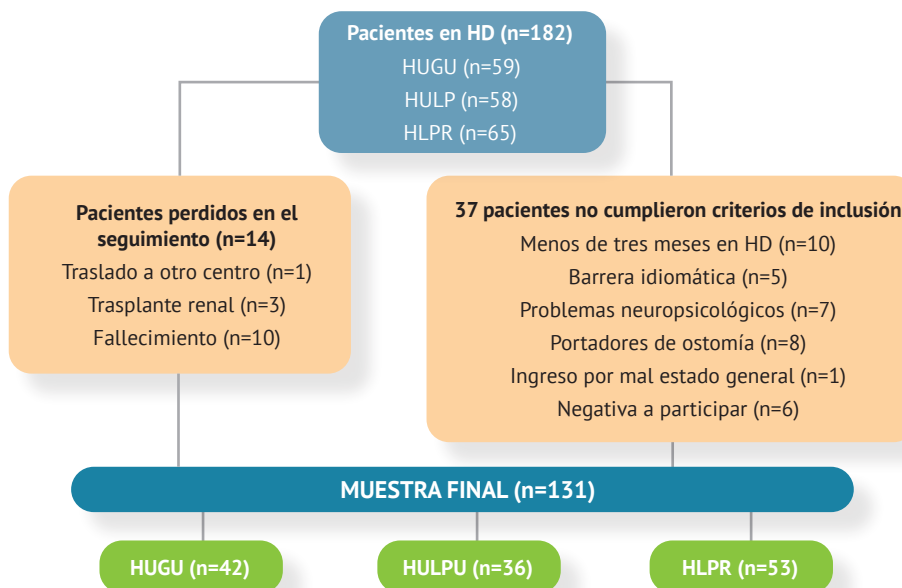 Pacientes en HD (n=182)
HUGU (n=59)
HULP (n=58)
HLPR (n=65)
Pacientes perdidos en el
seguimiento (n=14)
Traslado a otro centro (n=1)
Trasplante renal (n=3)
Fallecimiento (n=10)
37 pacientes no cumplieron criterios de inclusión
Menos de tres meses en HD (n=10)
Barrera idiomática (n=5)
Problemas neuropsicológicos (n=7)
Portadores de ostomía (n=8)
Ingreso por mal estado general (n=1)
Negativa a participar (n=6)
MUESTRA FINAL (n=131)
HUGU (n=42)
HULPU (n=36)
HLPR (n=53)